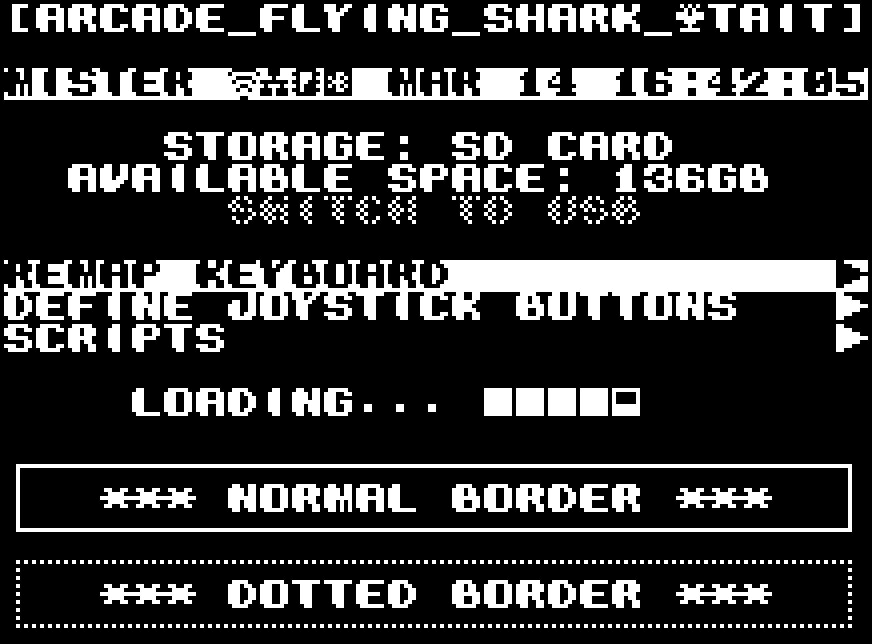 [ARCADE_FLYING_SHARK_TAIT]
MISTER MAR 14 16:42:05
STORAGE: SD CARD
AVAILABLE SPACE: 136GB
SWITCH TO USB
REMAP KEYBOARD
DEFINE JOYSTICK BUTTONS
SCRIPTS
LOADING...
*** NORMAL BORDER ***
*** DOTTED BORDER ***